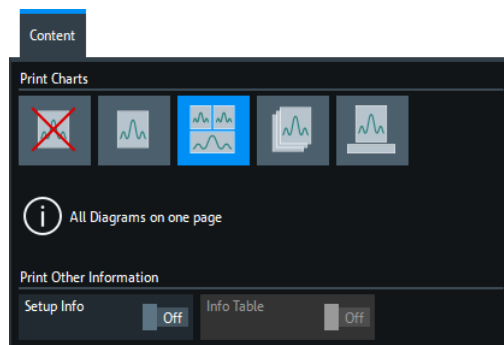 Content
Print Charts
All Diagrams on one page
Print Other Information
Setup Info
Off
Info Table
Off